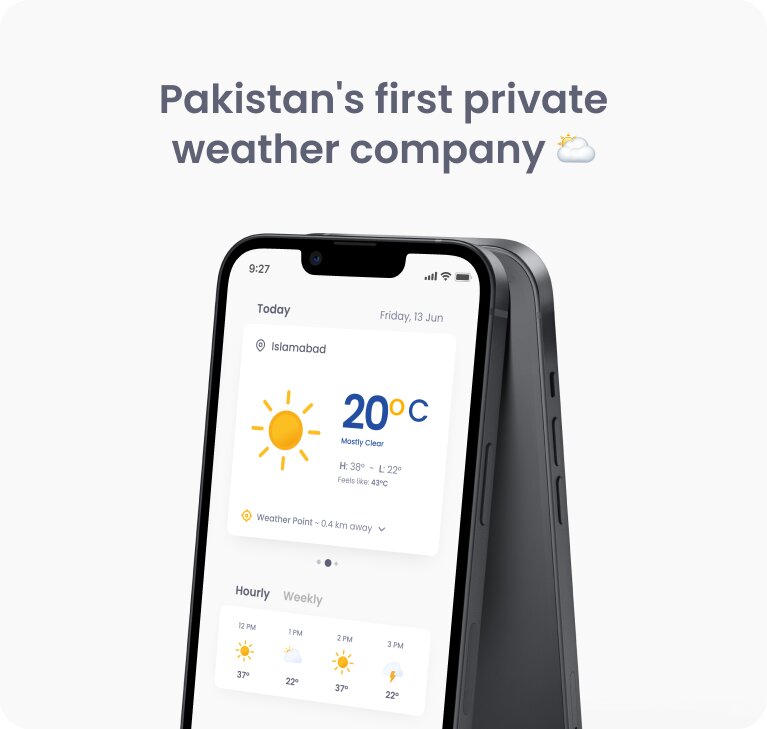 Pakistan's first private
weather company
9:27
Today
Friday, 13 Jun
Islamabad
20° C
Mostly Clear
H: 38° ~ L: 22°
Feels like: 43°C
Weather Point ~ 0.4 km away
Hourly Weekly
12 PM 1 PM 2 PM 3 PM
37° 22° 37° 22°